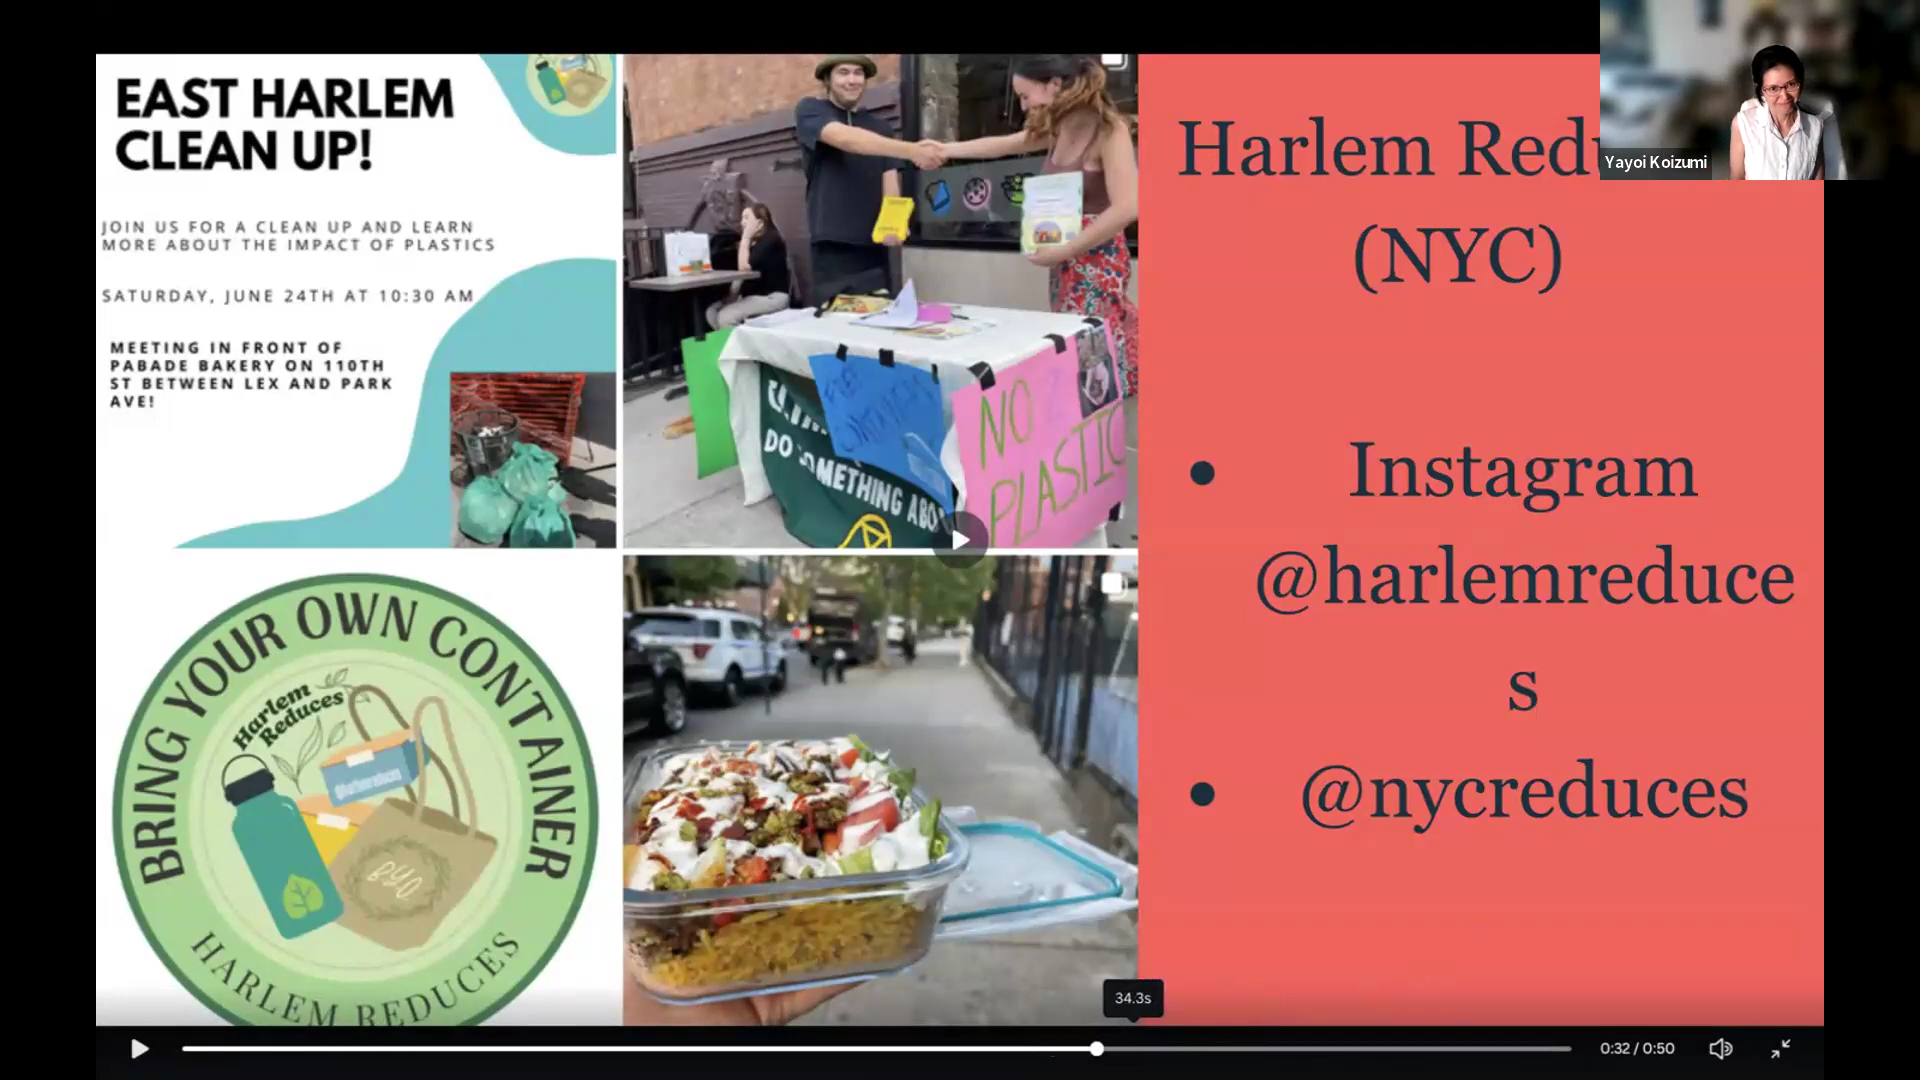 EAST HARLEM
CLEAN UP!
JOIN US FOR A CLEAN UP AND LEARN
MORE ABOUT THE IMPACT OF PLASTICS
SATURDAY, JUNE 24TH AT 10:30 AM
MEETING IN FRONT OF
PABADE BAKERY ON 110TH
ST BETWEEN LEX AND PARK
AVE!
DO SOMETHING ABO
NO
PLASTIC
BRING YOUR OWN CONTAINER
Harlem
Reduces
BYO
HARLEM REDUCES
Harlem Redu
(NYC)
Yayoi Koizumi
• Instagram
@harlemreduce
s
• @nycreduces
34.3s
0:32 / 0:50